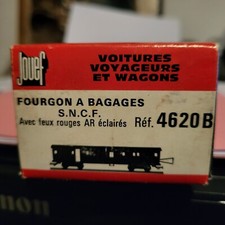 Jouef
VOITURES
VOYAGEURS
ET WAGONS
FOURGON A BAGAGES
S.N.C.F.
Avec feux rouges AR éclairés Réf. 4620B